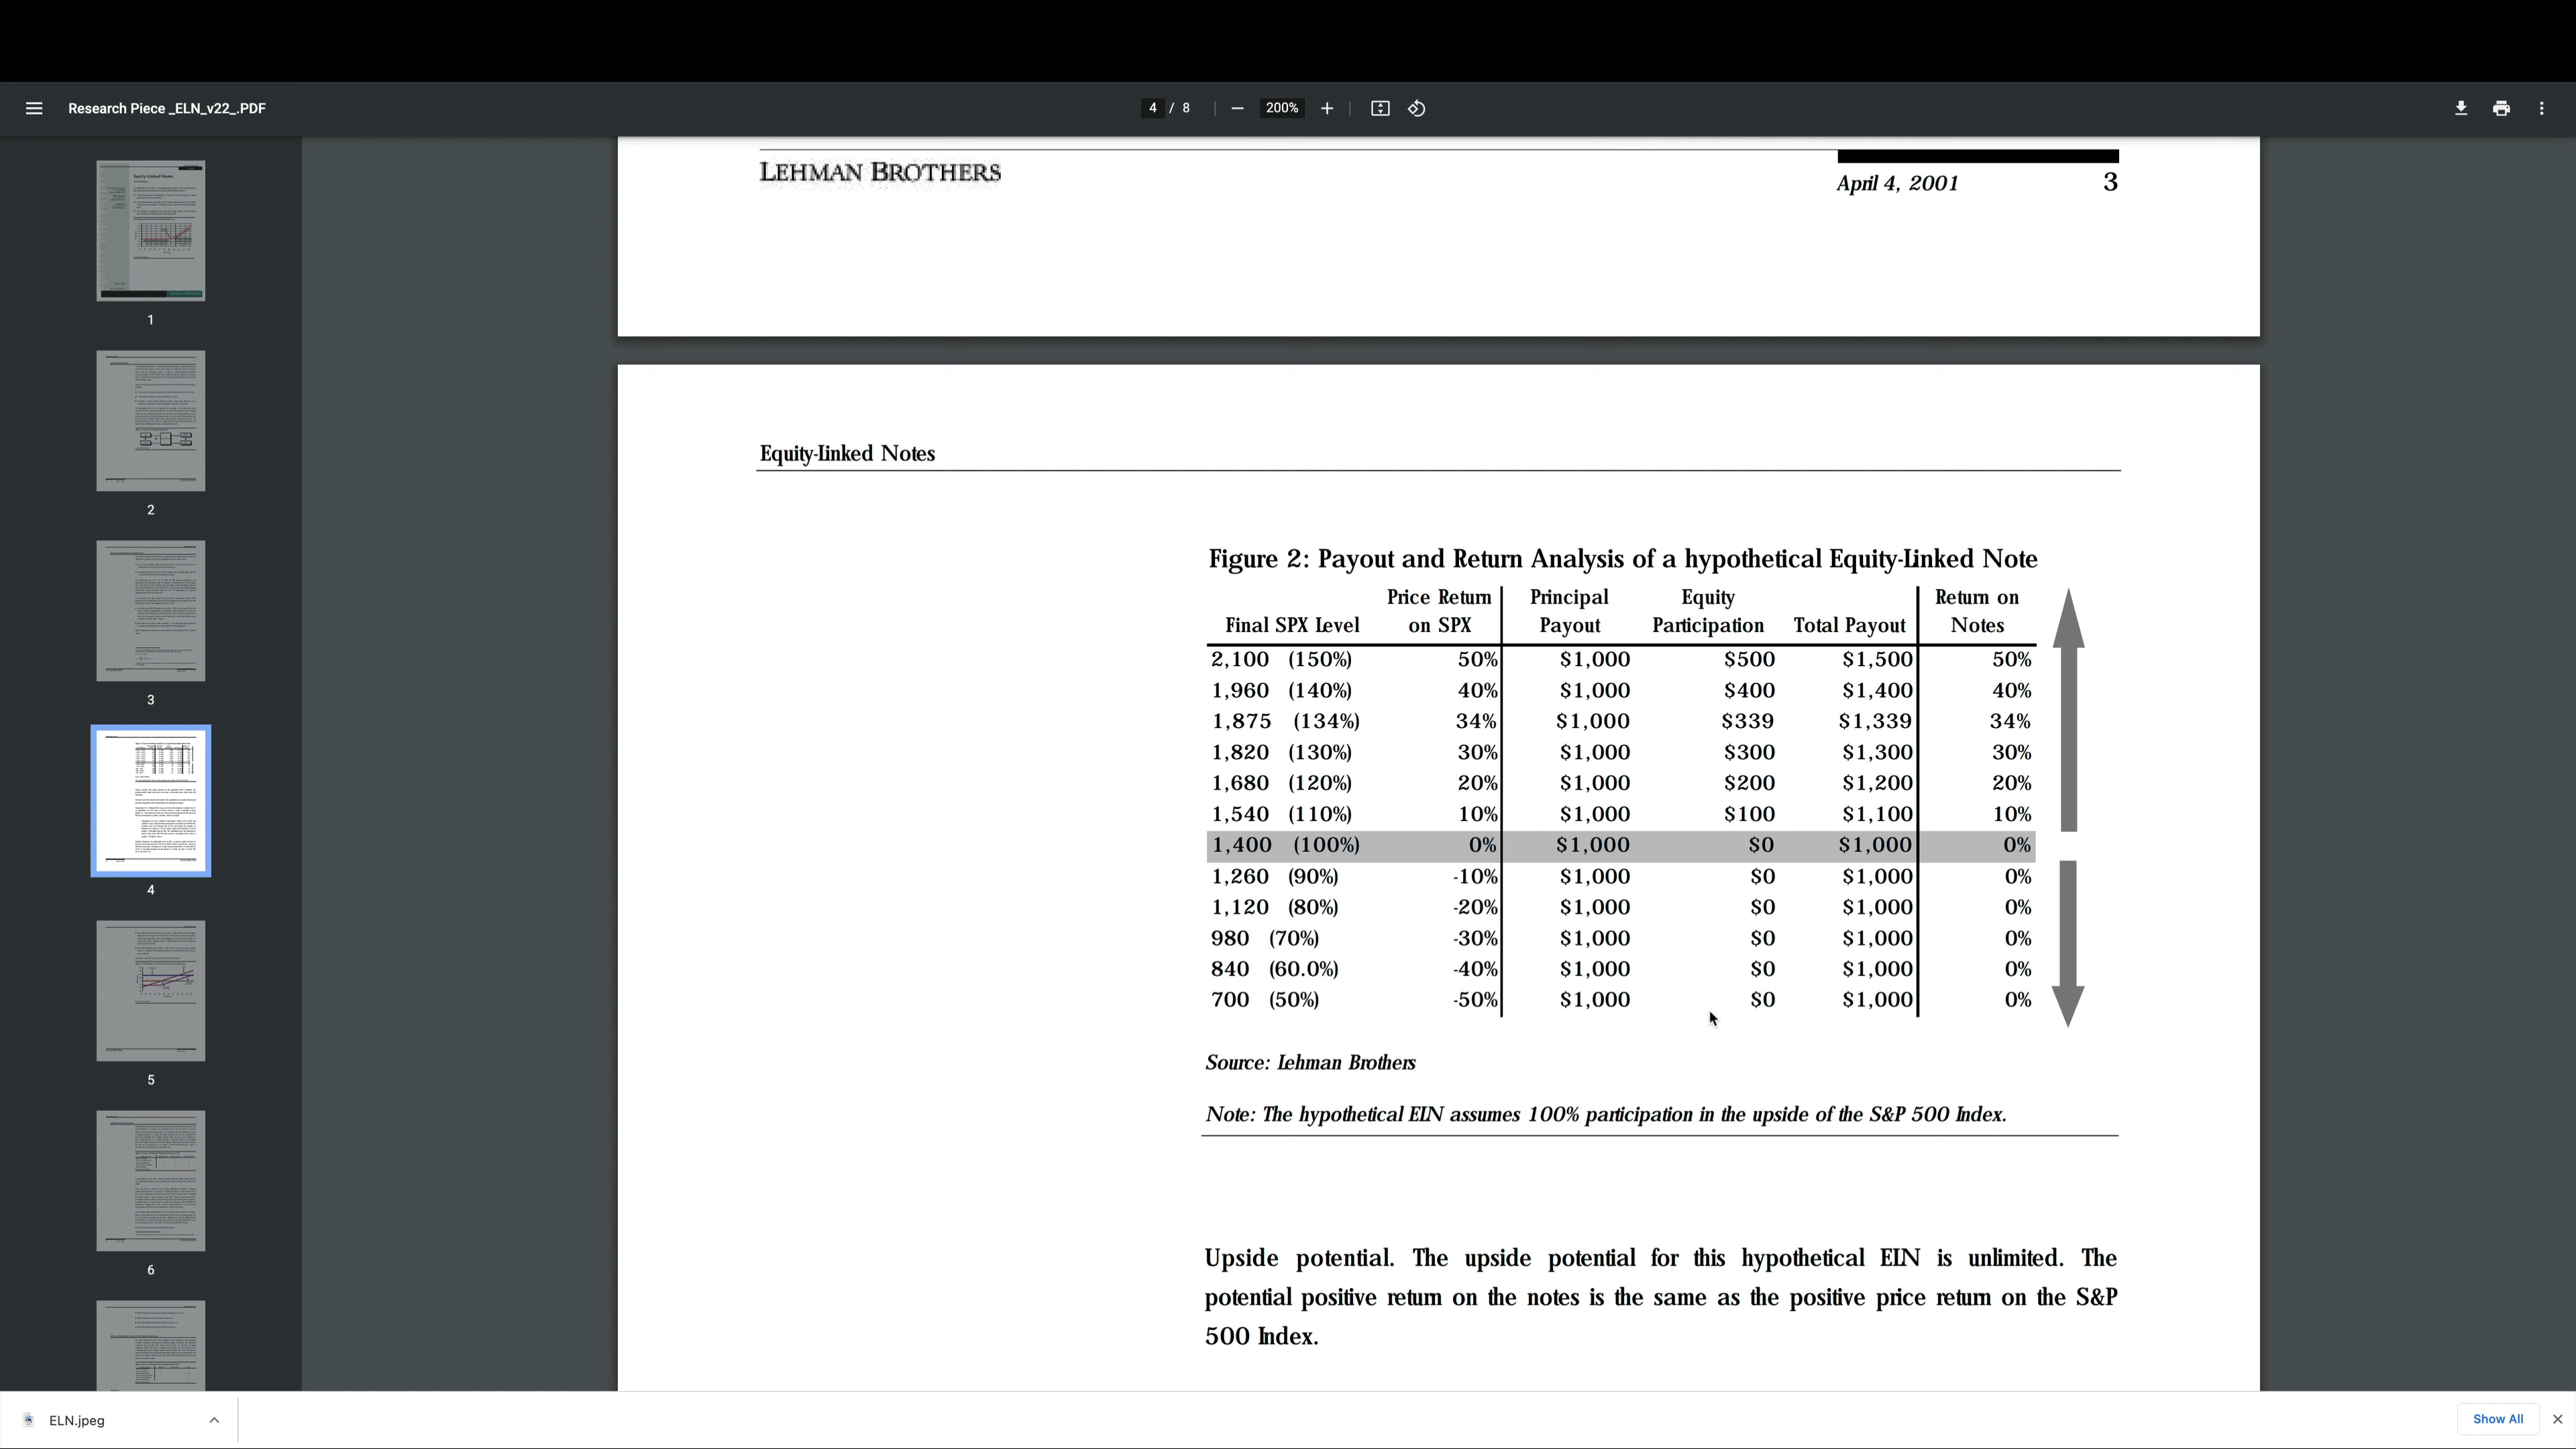 Research Piece _ELN_v22_.PDF
4 / 8
200%
1
2
3
4
5
6
LEHMAN BROTHERS
April 4, 2001 3
Equity-Linked Notes
Figure 2: Payout and Return Analysis of a hypothetical Equity-Linked Note
Price Return Principal Equity Return on
Final SPX Level on SPX Payout Participation Total Payout Notes
2,100 (150%) 50% $1,000 $500 $1,500 50%
1,960 (140%) 40% $1,000 $400 $1,400 40%
1,875 (134%) 34% $1,000 $339 $1,339 34%
1,820 (130%) 30% $1,000 $300 $1,300 30%
1,680 (120%) 20% $1,000 $200 $1,200 20%
1,540 (110%) 10% $1,000 $100 $1,100 10%
1,400 (100%) 0% $1,000 $0 $1,000 0%
1,260 (90%) -10% $1,000 $0 $1,000 0%
1,120 (80%) -20% $1,000 $0 $1,000 0%
980 (70%) -30% $1,000 $0 $1,000 0%
840 (60.0%) -40% $1,000 $0 $1,000 0%
700 (50%) -50% $1,000 $0 $1,000 0%
Source: Lehman Brothers
Note: The hypothetical ELN assumes 100% participation in the upside of the S&P 500 Index.
Upside potential. The upside potential for this hypothetical ELN is unlimited. The
potential positive return on the notes is the same as the positive price return on the S&P
500 Index.
ELN.jpeg
Show All